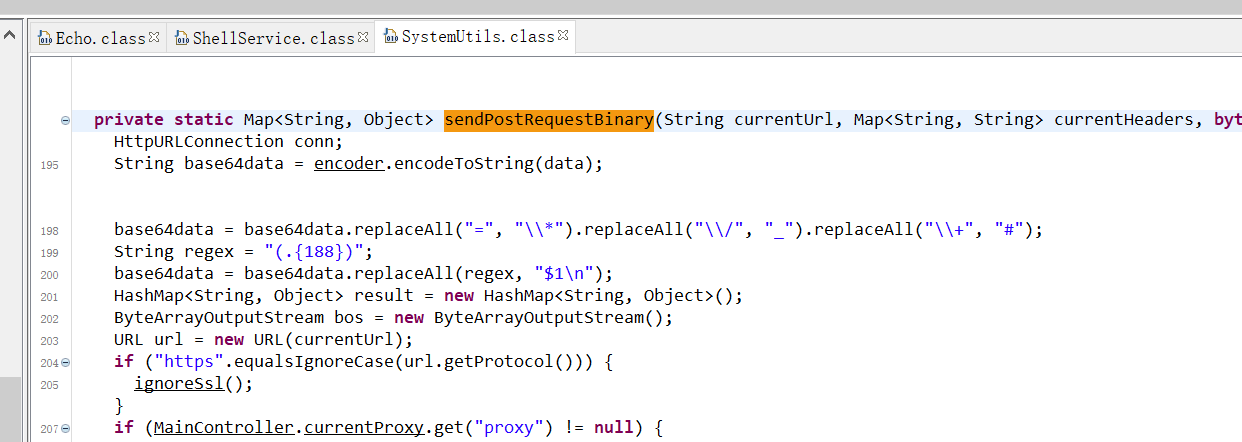 Echo.class ShellService.class SystemUtils.class
private static Map<String, Object> sendPostRequestBinary(String currentUrl, Map<String, String> currentHeaders, byt
HttpURLConnection conn;
195 String base64data = encoder.encodeToString(data);
198 base64data = base64data.replaceAll("=", "\\*").replaceAll("\\/", "_").replaceAll("\\+", "#");
199 String regex = "(.{188})";
200 base64data = base64data.replaceAll(regex, "$1\n");
201 HashMap<String, Object> result = new HashMap<String, Object>();
202 ByteArrayOutputStream bos = new ByteArrayOutputStream();
203 URL url = new URL(currentUrl);
204 if ("https".equalsIgnoreCase(url.getProtocol())) {
205 ignoreSsl();
}
207 if (MainController.currentProxy.get("proxy") != null) {